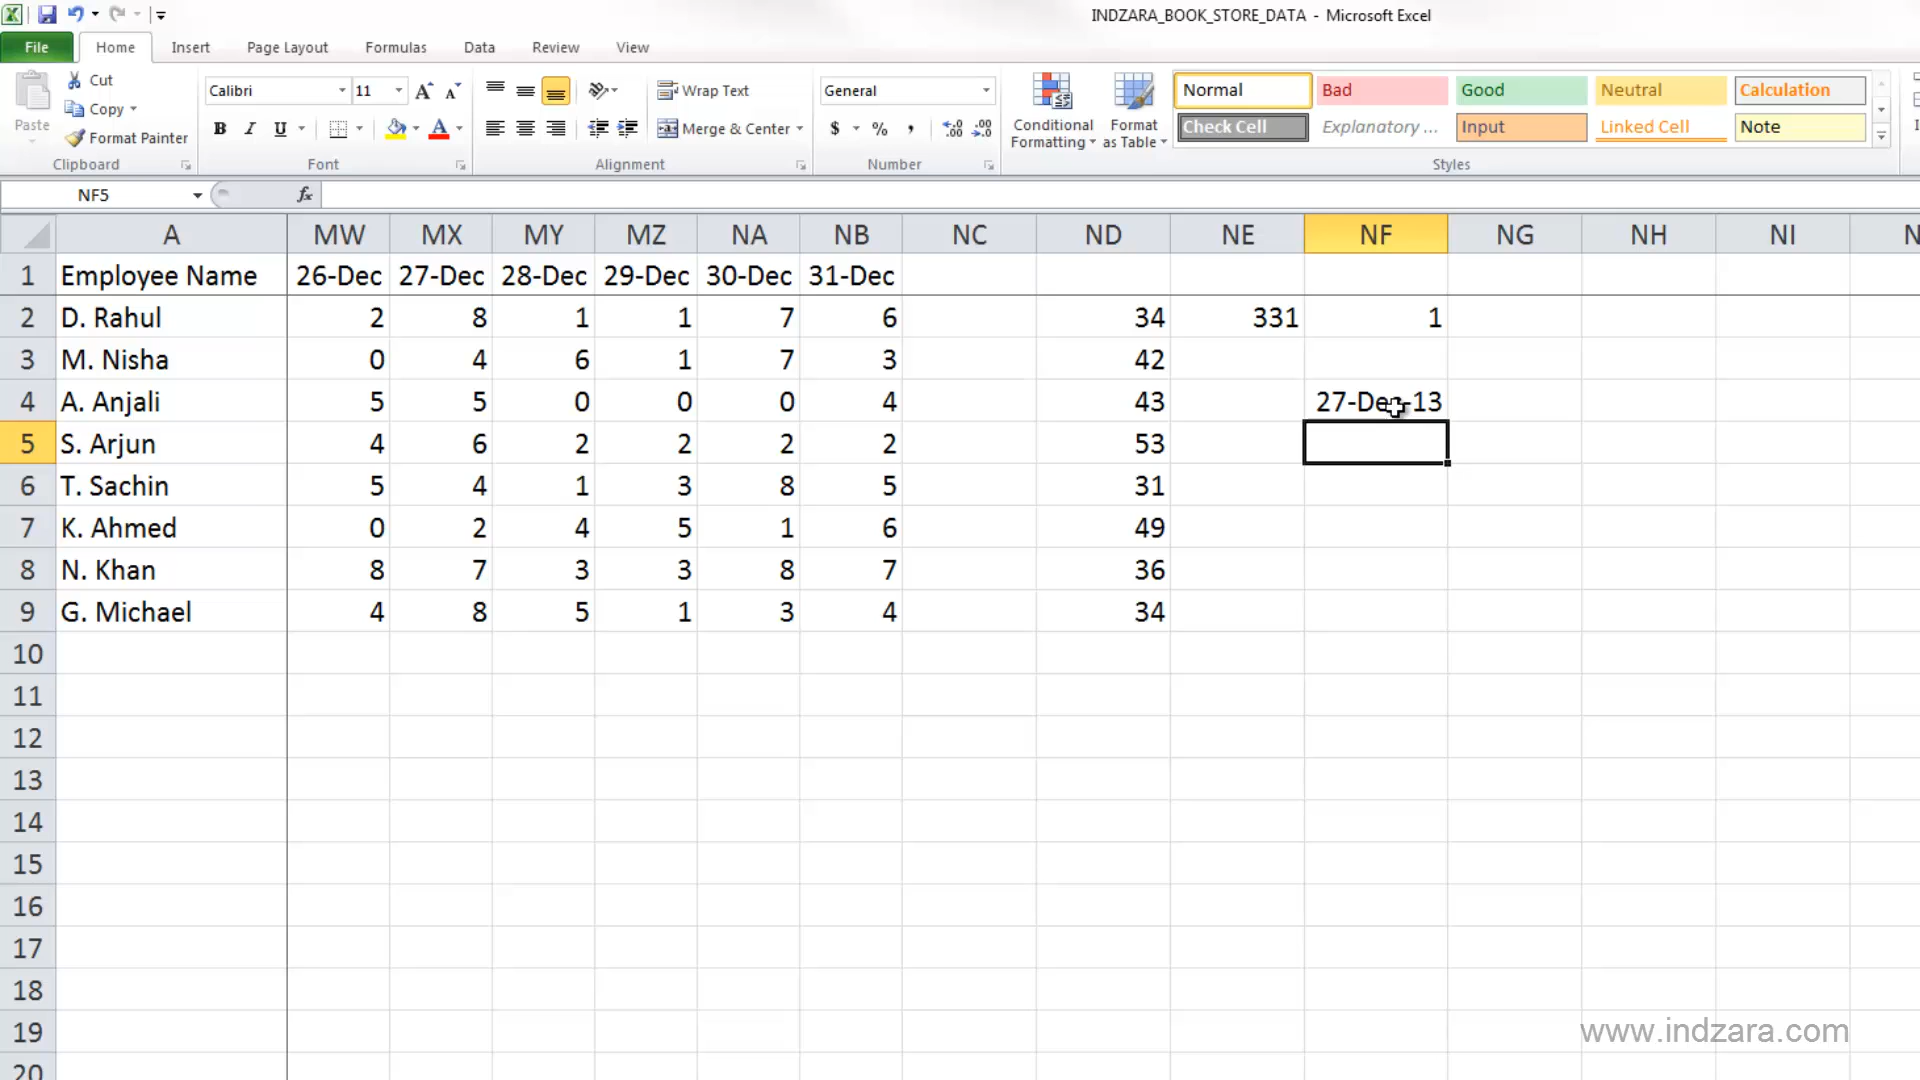 INDZARA_BOOK_STORE_DATA - Microsoft Excel
File Home Insert Page Layout Formulas Data Review View
Paste Cut Copy Format Painter Clipboard
Calibri 11 A A B I U A Font
Wrap Text Merge & Center Alignment
General $ % , .00 Number
Conditional Formatting Format as Table
Normal Bad Good Neutral Calculation
Check Cell Explanatory ... Input Linked Cell Note
Styles
NF5 fx
A MW MX MY MZ NA NB NC ND NE NF NG NH NI
1 Employee Name 26-Dec 27-Dec 28-Dec 29-Dec 30-Dec 31-Dec
2 D. Rahul 2 8 1 1 7 6 34 331 1
3 M. Nisha 0 4 6 1 7 3 42
4 A. Anjali 5 5 0 0 0 4 43 27-Dec-13
5 S. Arjun 4 6 2 2 2 2 53
6 T. Sachin 5 4 1 3 8 5 31
7 K. Ahmed 0 2 4 5 1 6 49
8 N. Khan 8 7 3 3 8 7 36
9 G. Michael 4 8 5 1 3 4 34
10
11
12
13
14
15
16
17
18
19
20
www.indzara.com